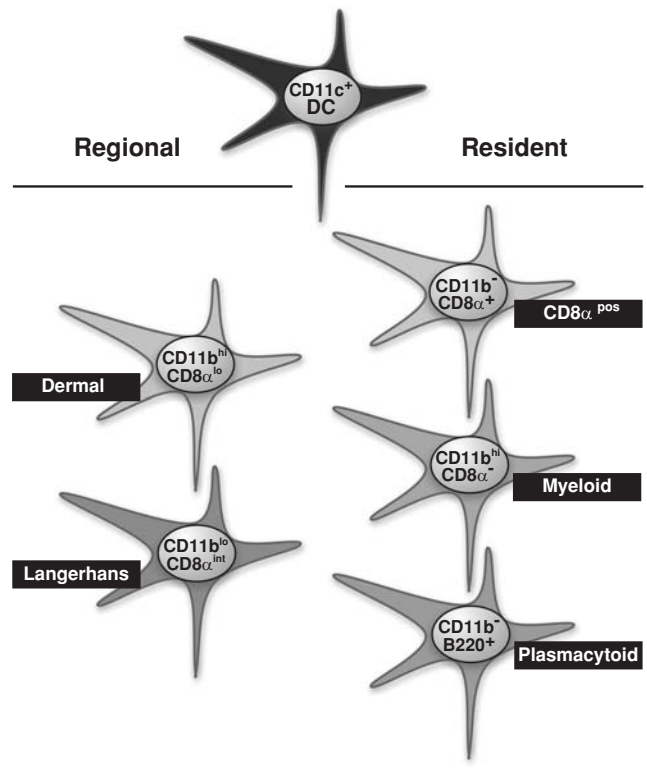 CD11c⁺
DC
Regional
Resident
CD11b⁻
CD8α⁺
CD8α ᵖᵒˢ
CD11bʰⁱ
CD8αˡᵒ
Dermal
CD11bʰⁱ
CD8α⁻
Myeloid
CD11bˡᵒ
CD8αⁱⁿᵗ
Langerhans
CD11b⁻
B220⁺
Plasmacytoid